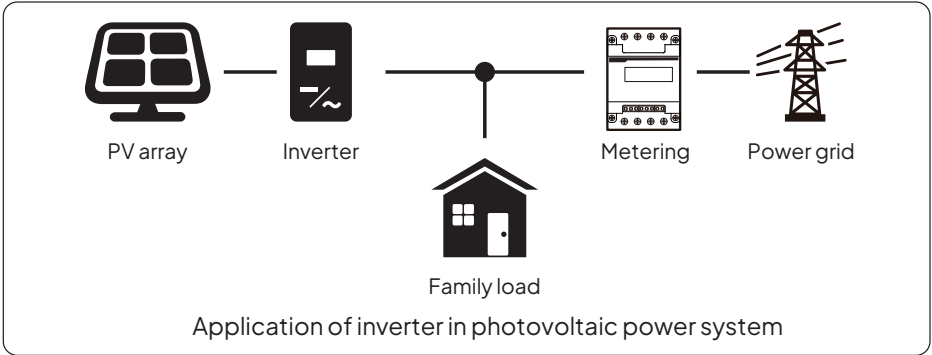 PV array
Inverter
Metering
Power grid
Family load
Application of inverter in photovoltaic power system